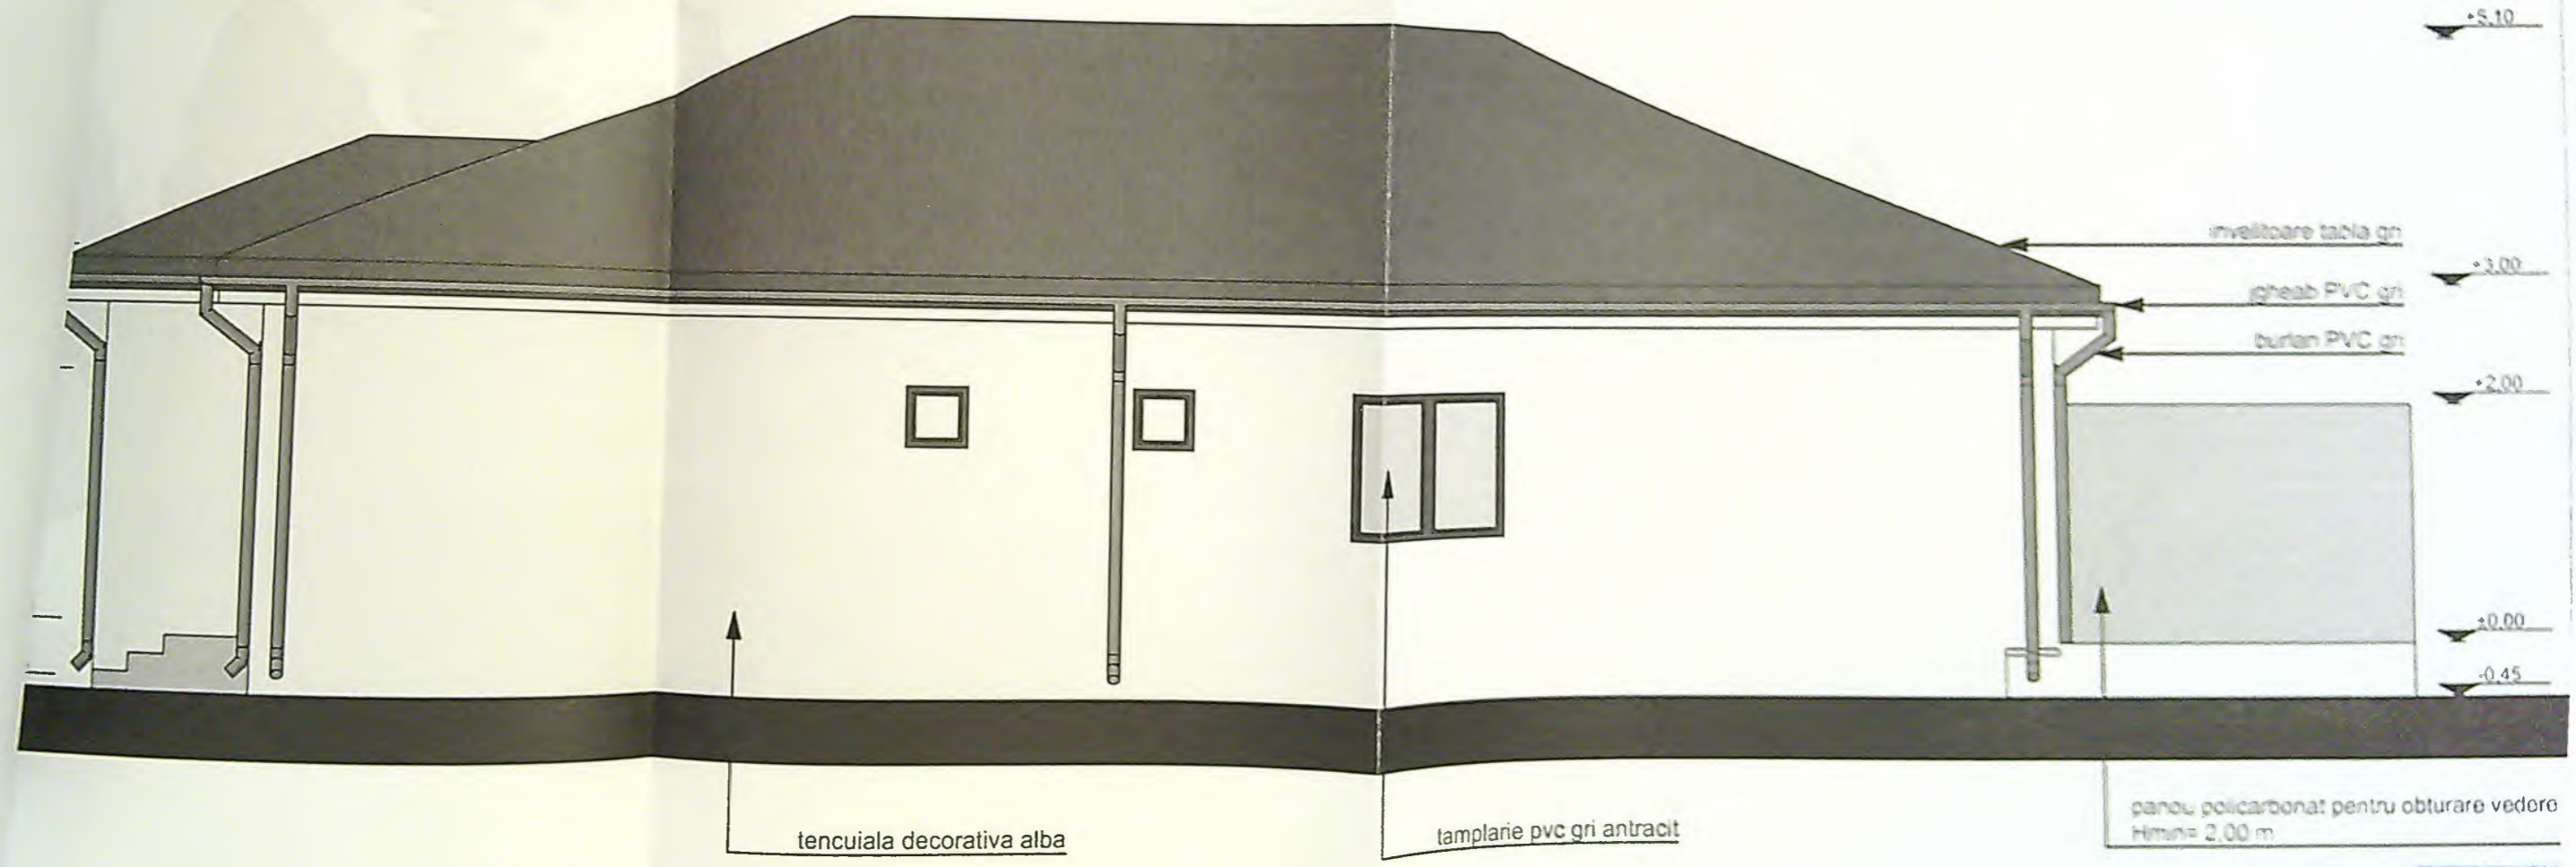 +5,10
invelitoare tabla gri
+3,00
jgheab PVC gri
burlan PVC gri
+2,00
±0,00
-0,45
tencuiala decorativa alba
tamplarie pvc gri antracit
panou policarbonat pentru obturare vedere
Hmin= 2,00 m